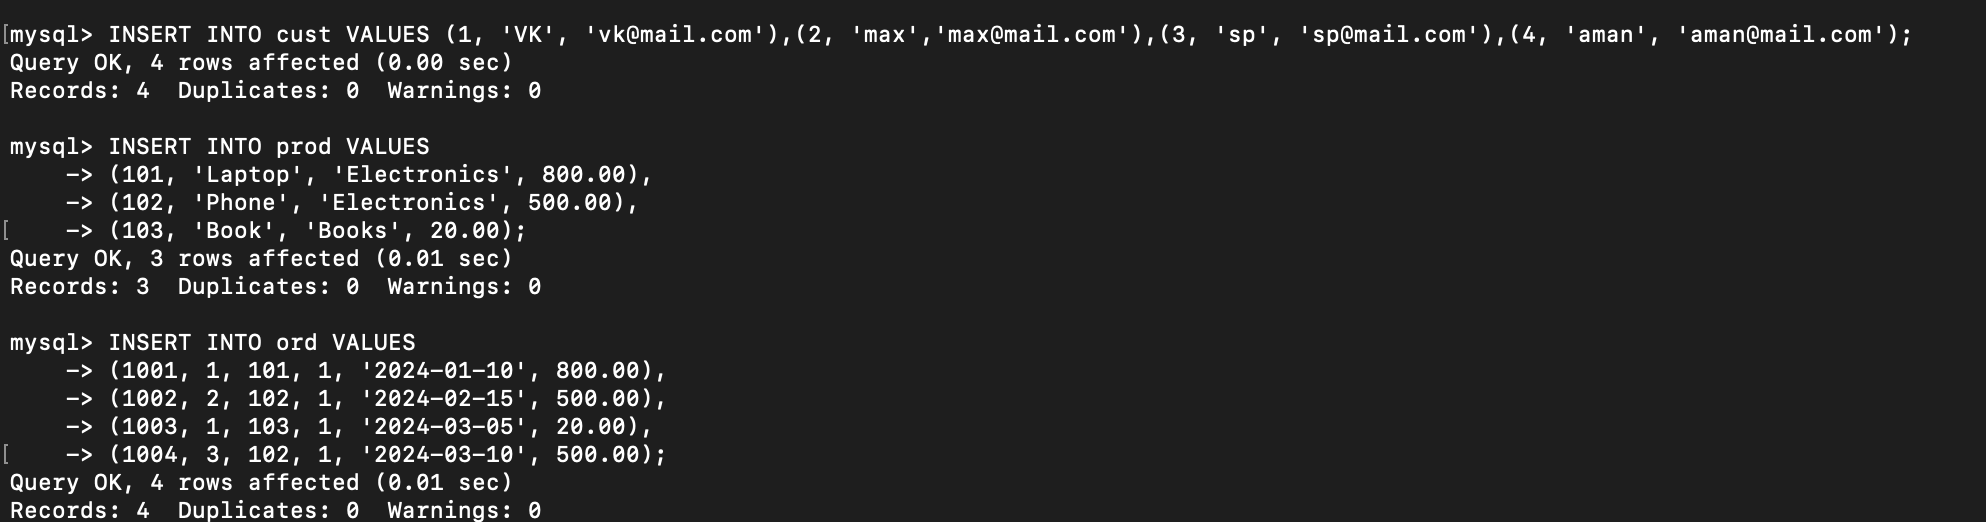 [mysql> INSERT INTO cust VALUES (1, 'VK', 'vk@mail.com'),(2, 'max','max@mail.com'),(3, 'sp', 'sp@mail.com'),(4, 'aman', 'aman@mail.com');
Query OK, 4 rows affected (0.00 sec)
Records: 4  Duplicates: 0  Warnings: 0
mysql> INSERT INTO prod VALUES
    -> (101, 'Laptop', 'Electronics', 800.00),
    -> (102, 'Phone', 'Electronics', 500.00),
[    -> (103, 'Book', 'Books', 20.00);
Query OK, 3 rows affected (0.01 sec)
Records: 3  Duplicates: 0  Warnings: 0
mysql> INSERT INTO ord VALUES
    -> (1001, 1, 101, 1, '2024-01-10', 800.00),
    -> (1002, 2, 102, 1, '2024-02-15', 500.00),
    -> (1003, 1, 103, 1, '2024-03-05', 20.00),
[    -> (1004, 3, 102, 1, '2024-03-10', 500.00);
Query OK, 4 rows affected (0.01 sec)
Records: 4  Duplicates: 0  Warnings: 0